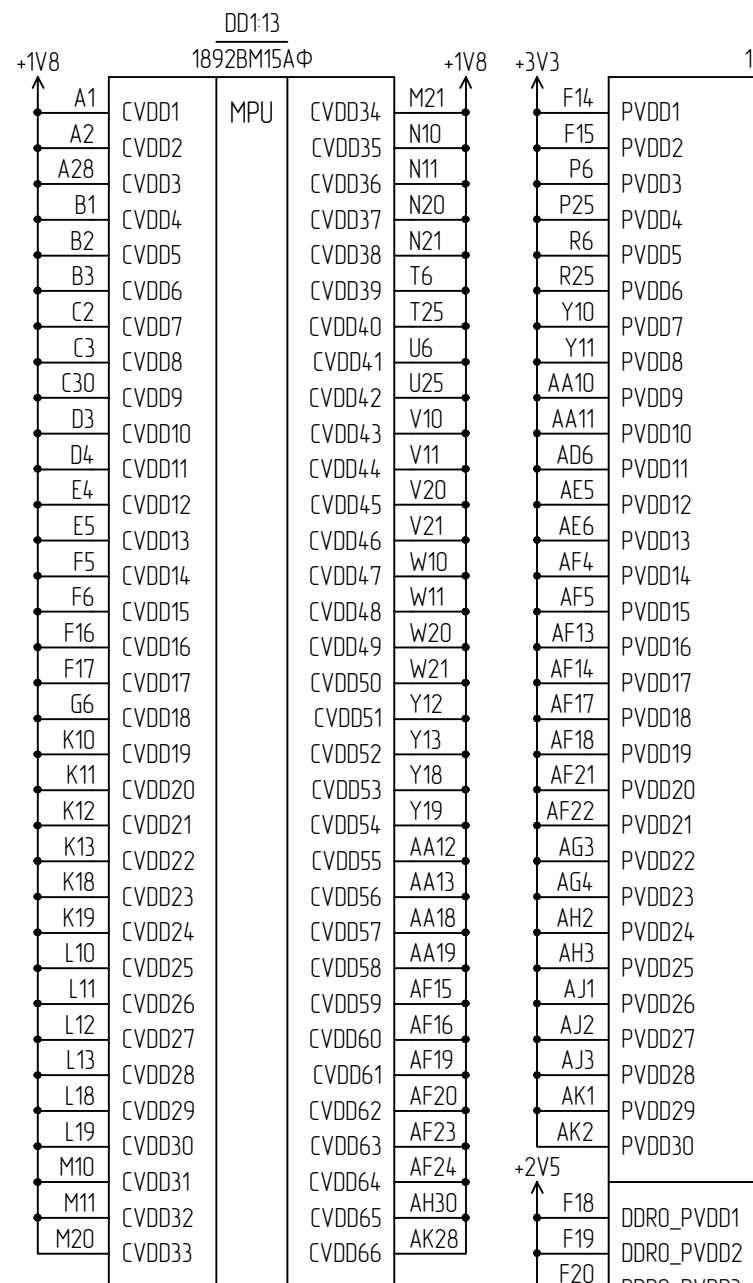 DD1:13
1892ВМ15АФ
+1V8
+1V8
MPU
A1 CVDD1
A2 CVDD2
A28 CVDD3
B1 CVDD4
B2 CVDD5
B3 CVDD6
C2 CVDD7
C3 CVDD8
C30 CVDD9
D3 CVDD10
D4 CVDD11
E4 CVDD12
E5 CVDD13
F5 CVDD14
F6 CVDD15
F16 CVDD16
F17 CVDD17
G6 CVDD18
K10 CVDD19
K11 CVDD20
K12 CVDD21
K13 CVDD22
K18 CVDD23
K19 CVDD24
L10 CVDD25
L11 CVDD26
L12 CVDD27
L13 CVDD28
L18 CVDD29
L19 CVDD30
M10 CVDD31
M11 CVDD32
M20 CVDD33
CVDD34 M21
CVDD35 N10
CVDD36 N11
CVDD37 N20
CVDD38 N21
CVDD39 T6
CVDD40 T25
CVDD41 U6
CVDD42 U25
CVDD43 V10
CVDD44 V11
CVDD45 V20
CVDD46 V21
CVDD47 W10
CVDD48 W11
CVDD49 W20
CVDD50 W21
CVDD51 Y12
CVDD52 Y13
CVDD53 Y18
CVDD54 Y19
CVDD55 AA12
CVDD56 AA13
CVDD57 AA18
CVDD58 AA19
CVDD59 AF15
CVDD60 AF16
CVDD61 AF19
CVDD62 AF20
CVDD63 AF23
CVDD64 AF24
CVDD65 AH30
CVDD66 AK28
+3V3
1
F14 PVDD1
F15 PVDD2
P6 PVDD3
P25 PVDD4
R6 PVDD5
R25 PVDD6
Y10 PVDD7
Y11 PVDD8
AA10 PVDD9
AA11 PVDD10
AD6 PVDD11
AE5 PVDD12
AE6 PVDD13
AF4 PVDD14
AF5 PVDD15
AF13 PVDD16
AF14 PVDD17
AF17 PVDD18
AF18 PVDD19
AF21 PVDD20
AF22 PVDD21
AG3 PVDD22
AG4 PVDD23
AH2 PVDD24
AH3 PVDD25
AJ1 PVDD26
AJ2 PVDD27
AJ3 PVDD28
AK1 PVDD29
AK2 PVDD30
+2V5
F18 DDR0_PVDD1
F19 DDR0_PVDD2
F20